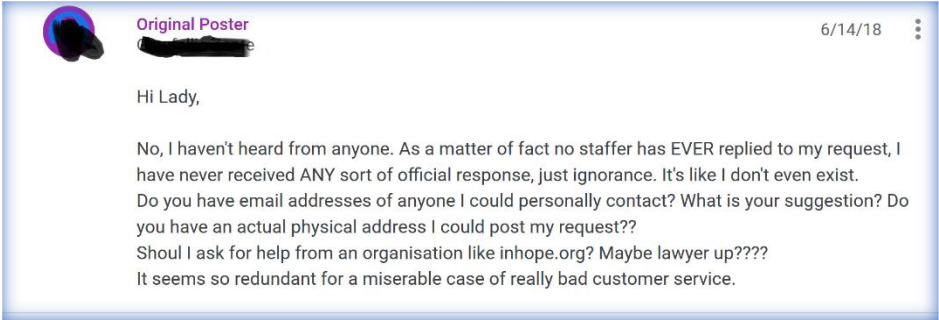 Original Poster
6/14/18
Hi Lady,
No, I haven't heard from anyone. As a matter of fact no staffer has EVER replied to my request, I
have never received ANY sort of official response, just ignorance. It's like I don't even exist.
Do you have email addresses of anyone I could personally contact? What is your suggestion? Do
you have an actual physical address I could post my request??
Shoul I ask for help from an organisation like inhope.org? Maybe lawyer up????
It seems so redundant for a miserable case of really bad customer service.